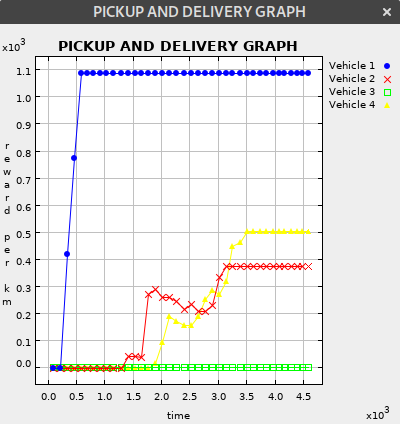 PICKUP AND DELIVERY GRAPH ×
x10³
PICKUP AND DELIVERY GRAPH
Vehicle 1
Vehicle 2
Vehicle 3
Vehicle 4
1.1
1.0
0.9
0.8
0.7
0.6
0.5
0.4
0.3
0.2
0.1
0.0
reward per km
0.0 0.5 1.0 1.5 2.0 2.5 3.0 3.5 4.0 4.5
time
x10³